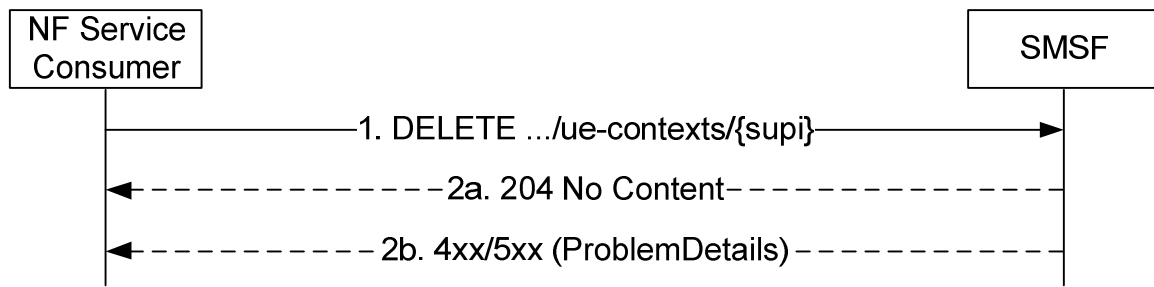 NF Service
Consumer
SMSF
1. DELETE .../ue-contexts/{supi}
2a. 204 No Content
2b. 4xx/5xx (ProblemDetails)